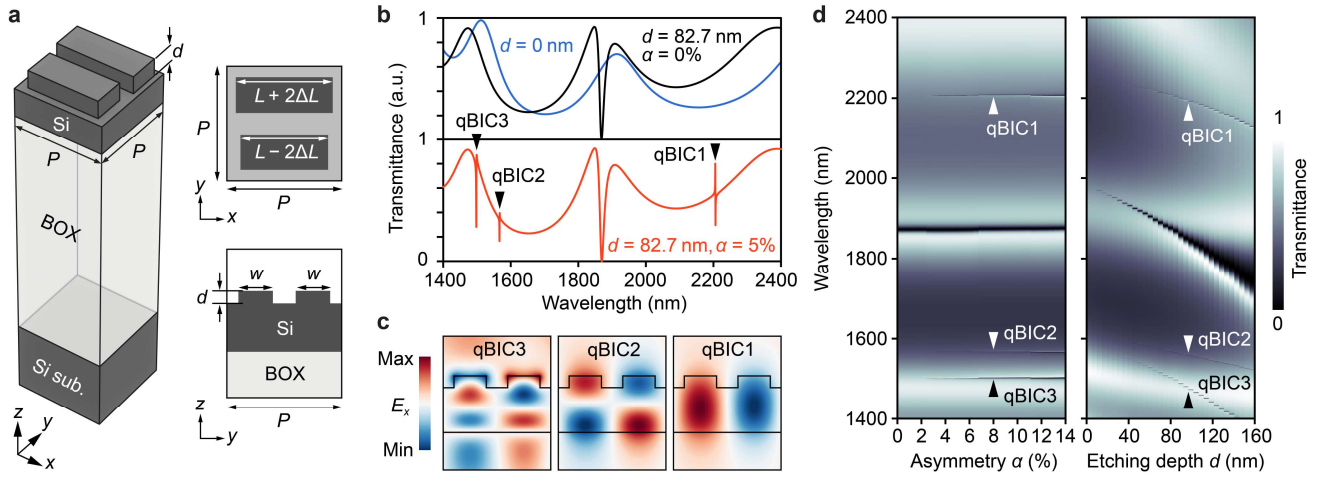 a
d
Si
P
P
BOX
Si sub.
z
y
x
L + 2ΔL
L − 2ΔL
P
P
y
x
w
w
d
Si
BOX
P
z
y
b
1
d = 0 nm
d = 82.7 nm
α = 0%
1
qBIC3
qBIC2
qBIC1
d = 82.7 nm, α = 5%
0
Transmittance (a.u.)
1400
1600
1800
2000
2200
2400
Wavelength (nm)
c
Max
Ex
Min
qBIC3
qBIC2
qBIC1
d
2400
2200
2000
1800
1600
1400
Wavelength (nm)
qBIC1
qBIC2
qBIC3
0 2 4 6 8 10 12 14
Asymmetry α (%)
qBIC1
qBIC2
qBIC3
0 40 80 120 160
Etching depth d (nm)
1
0
Transmittance